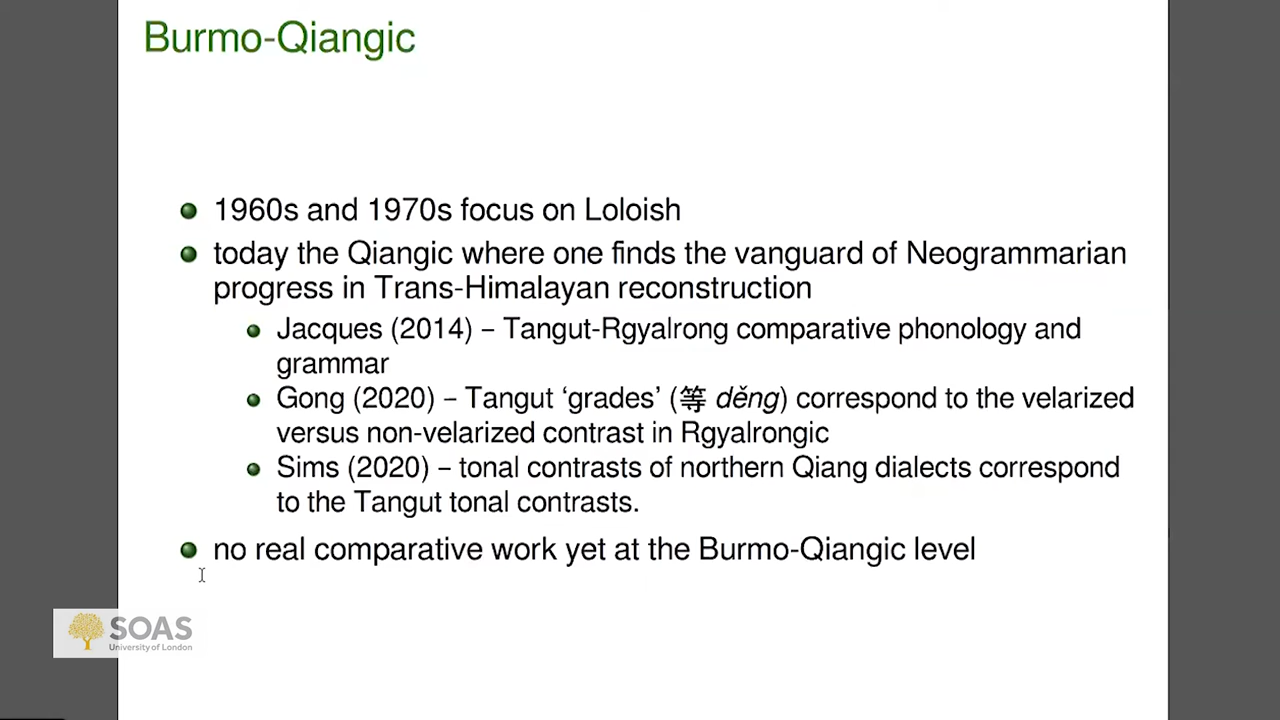 Burmo-Qiangic
1960s and 1970s focus on Loloish
today the Qiangic where one finds the vanguard of Neogrammarian
progress in Trans-Himalayan reconstruction
Jacques (2014) – Tangut-Rgyalrong comparative phonology and
grammar
Gong (2020) – Tangut ‘grades’ (等 děng) correspond to the velarized
versus non-velarized contrast in Rgyalrongic
Sims (2020) – tonal contrasts of northern Qiang dialects correspond
to the Tangut tonal contrasts.
no real comparative work yet at the Burmo-Qiangic level
SOAS
University of London